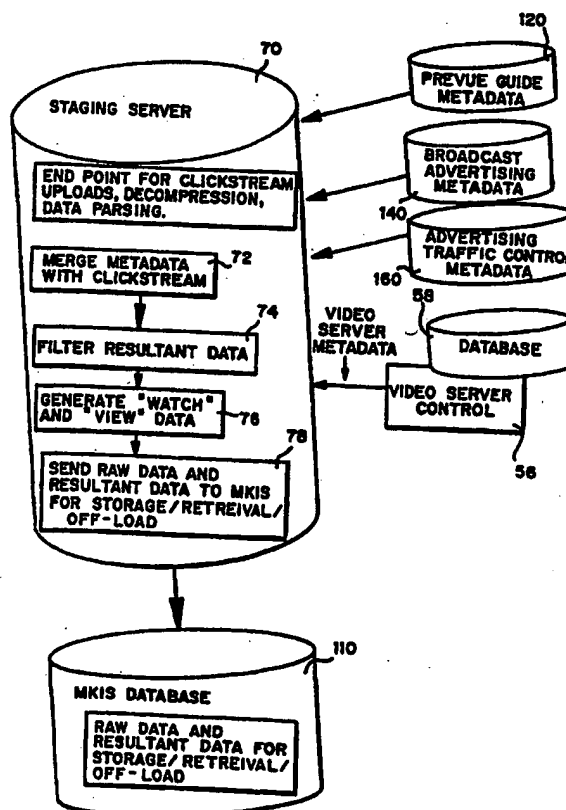 120
70
PREVUE GUIDE
METADATA
STAGING SERVER
BROADCAST
ADVERTISING
METADATA
140
END POINT FOR CLICKSTREAM
UPLOADS, DECOMPRESSION,
DATA PARSING.
ADVERTISING
TRAFFIC CONTROL
METADATA
160
72
MERGE METADATA
WITH CLICKSTREAM
74
FILTER RESULTANT DATA
58
DATABASE
VIDEO
SERVER
METADATA
VIDEO SERVER
CONTROL
56
GENERATE "WATCH"
AND "VIEW" DATA
76
78
SEND RAW DATA AND
RESULTANT DATA TO MKIS
FOR STORAGE/RETREIVAL/
OFF-LOAD
110
MKIS DATABASE
RAW DATA AND
RESULTANT DATA FOR
STORAGE/RETREIVAL/
OFF-LOAD